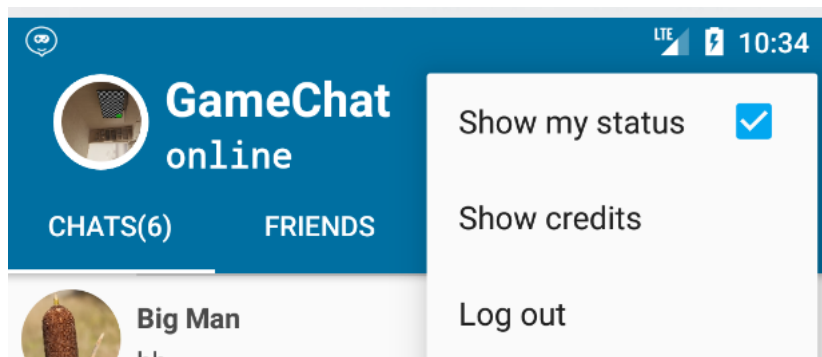 LTE 10:34
GameChat
online
Show my status
CHATS(6) FRIENDS
Show credits
Big Man
Log out